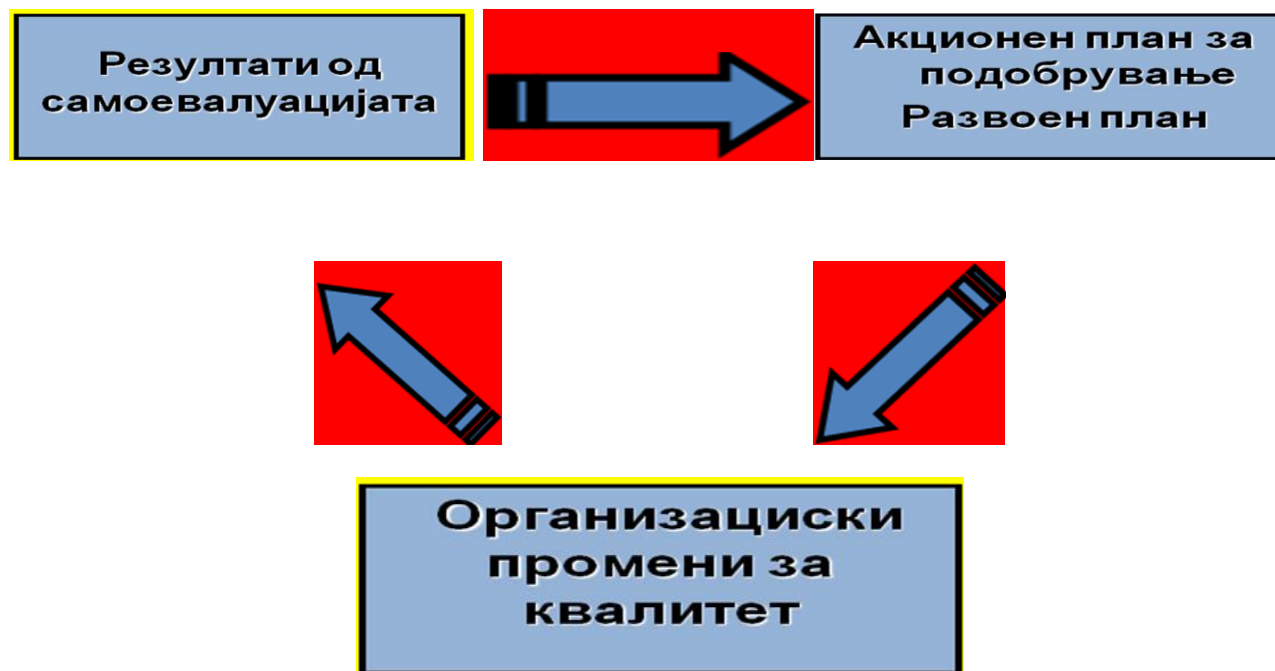 Резултати од
самоевалуацијата
Акционен план за
подобрување
Развоен план
Организациски
промени за
квалитет